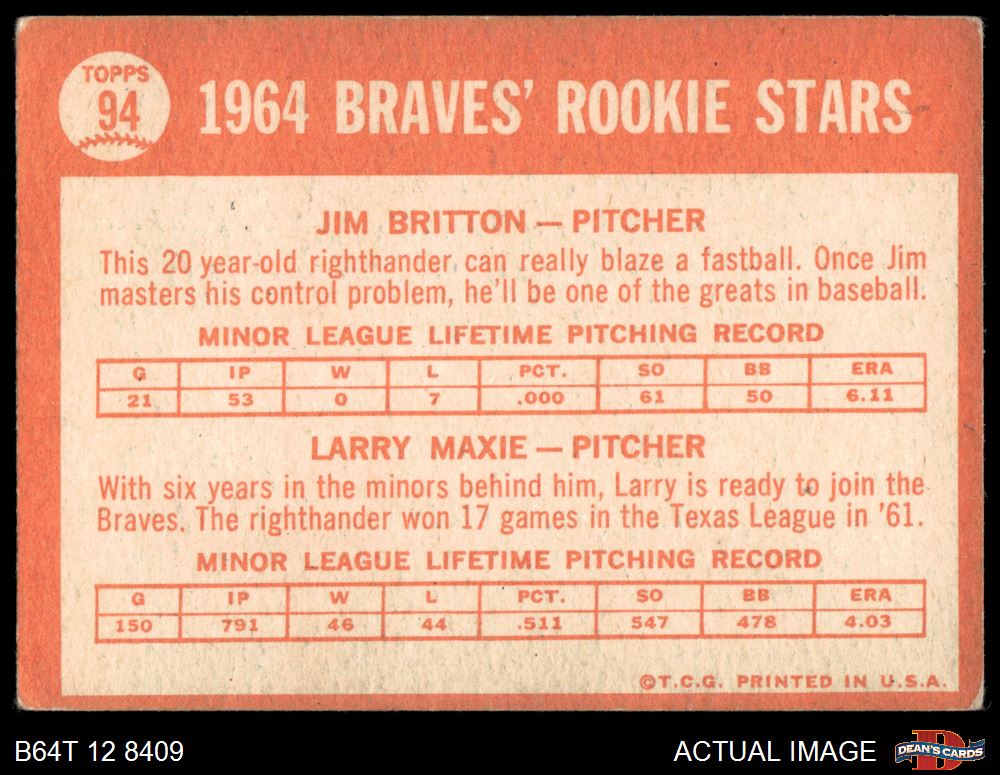 TOPPS
94
1964 BRAVES' ROOKIE STARS
JIM BRITTON — PITCHER
This 20 year-old righthander can really blaze a fastball. Once Jim
masters his control problem, he'll be one of the greats in baseball.
MINOR LEAGUE LIFETIME PITCHING RECORD
G IP W L PCT. SO BB ERA
21 53 0 7 .000 61 50 6.11
LARRY MAXIE — PITCHER
With six years in the minors behind him, Larry is ready to join the
Braves. The righthander won 17 games in the Texas League in '61.
MINOR LEAGUE LIFETIME PITCHING RECORD
G IP W L PCT. SO BB ERA
150 791 46 44 .511 547 478 4.03
©T.C.G. PRINTED IN U.S.A.
B64T 12 8409
ACTUAL IMAGE
DEAN'S CARDS